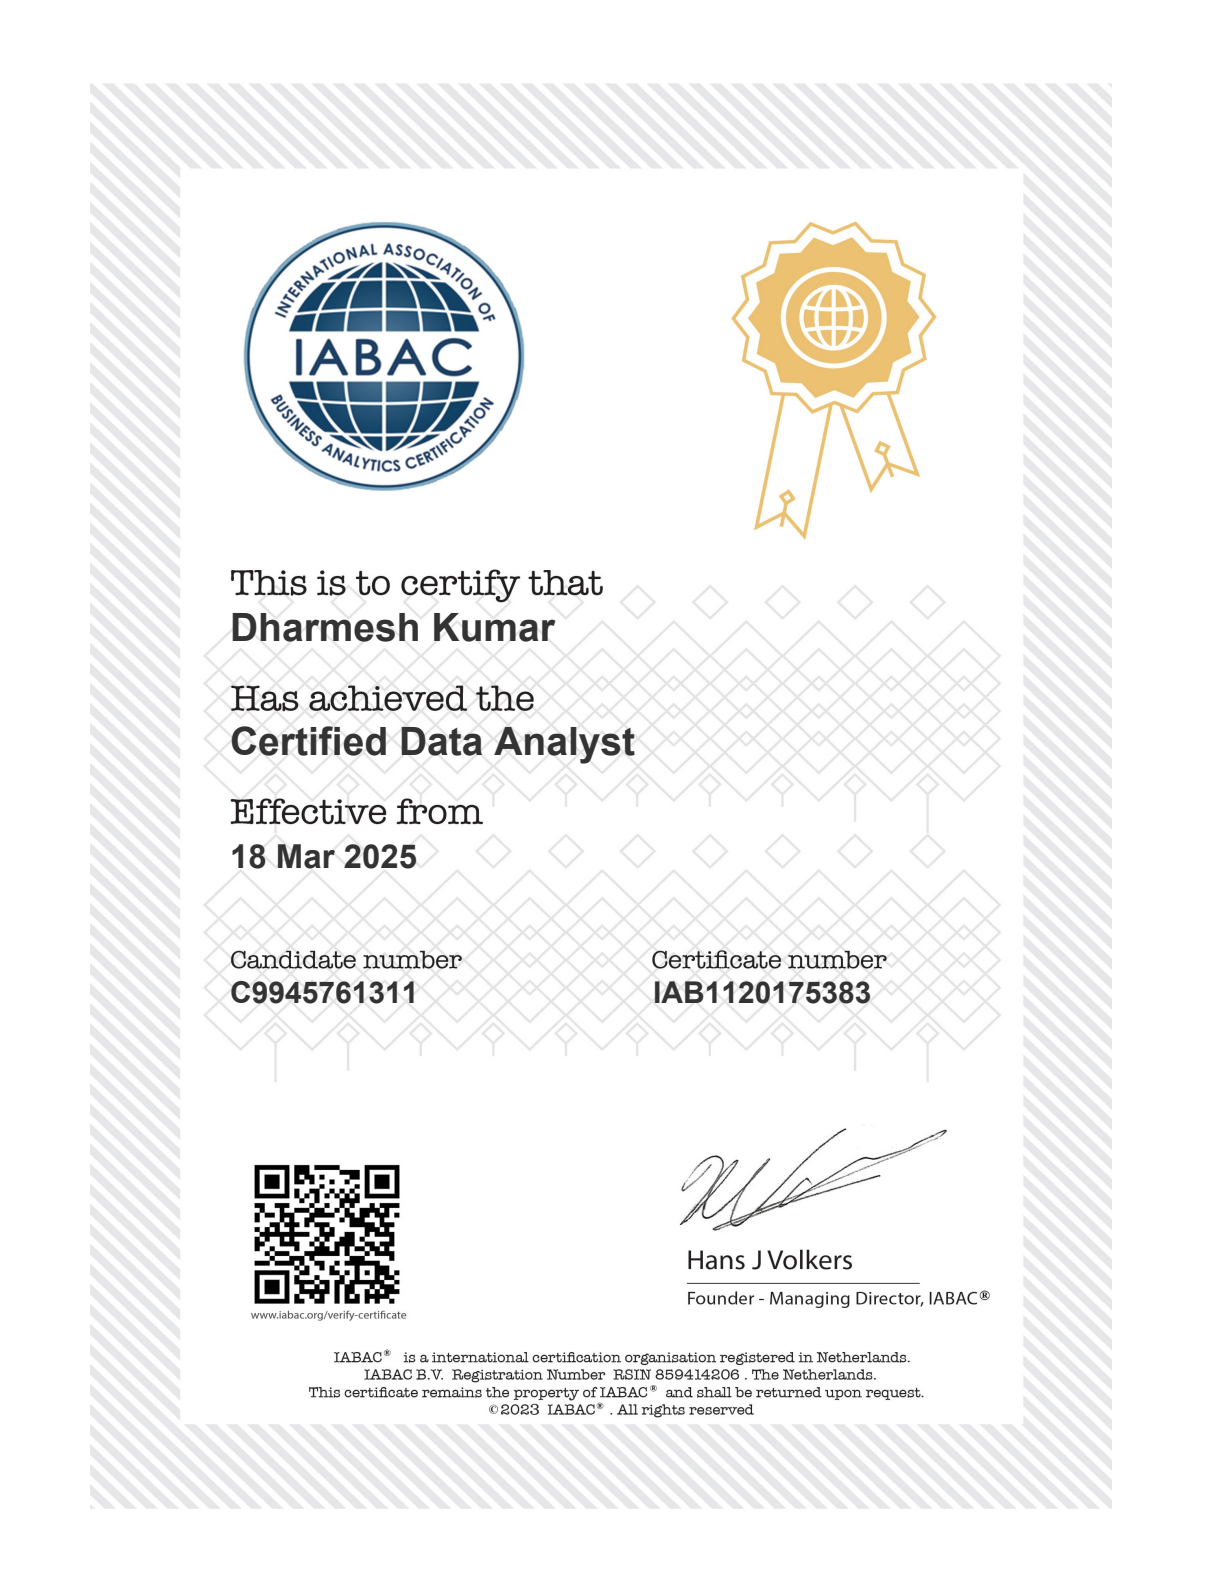 INTERNATIONAL ASSOCIATION OF
IABAC
BUSINESS ANALYTICS CERTIFICATION
This is to certify that
Dharmesh Kumar
Has achieved the
Certified Data Analyst
Effective from
18 Mar 2025
Candidate number
C9945761311
Certificate number
IAB1120175383
www.iabac.org/verify-certificate
Hans J Volkers
Founder - Managing Director, IABAC®
IABAC® is a international certification organisation registered in Netherlands.
IABAC B.V. Registration Number RSIN 859414206 . The Netherlands.
This certificate remains the property of IABAC® and shall be returned upon request.
©2023 IABAC® . All rights reserved